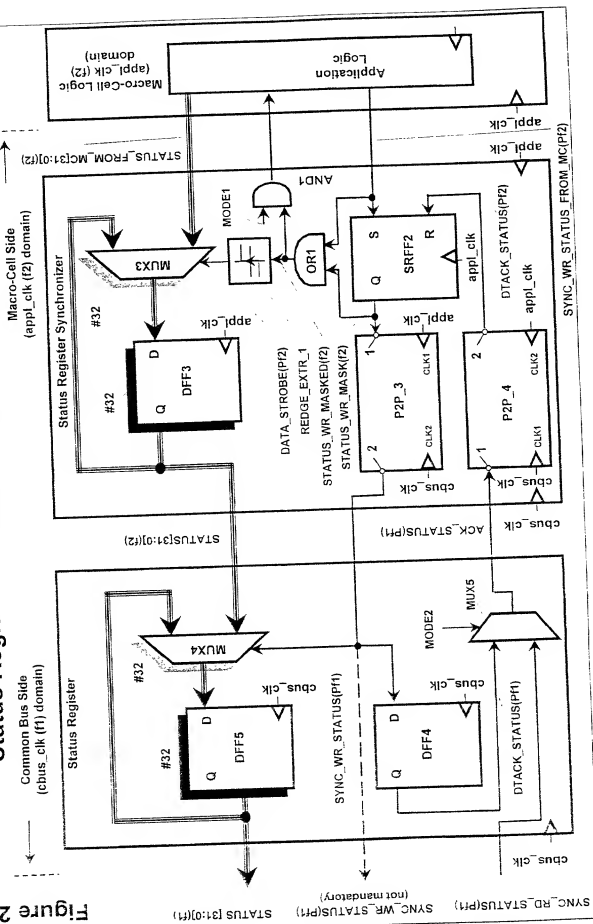 Figure 2
Status Regi
Common Bus Side
(cbus_clk (f1) domain)
Macro-Cell Side
(appl_clk (f2) domain)
Status Register
Status Register Synchronizer
Macro-Cell Logic
(appl_clk (f2)
domain)
Application
Logic
#32
#32
D
Q
DFF5
cbus_clk
MUX4
STATUS [31:0](f1)
STATUS[31:0](f2)
#32
#32
D
Q
DFF3
appl_clk
MUX3
STATUS_FROM_MC[31:0](f2)
MODE1
AND1
OR1
DATA_STROBE(Pf2)
REDGE_EXTR_1
STATUS_WR_MASKED(f2)
STATUS_WR_MASK(f2)
S
Q
R
SRFF2
appl_clk
SYNC_WR_STATUS(Pf1)
SYNC_WR_STATUS(Pf1)
(not mandatory)
2
1
P2P_3
CLK2
CLK1
cbus_clk
appl_clk
D
Q
DFF4
cbus_clk
MODE2
MUX5
ACK_STATUS(Pf1)
1
2
P2P_4
CLK1
CLK2
cbus_clk
appl_clk
DTACK_STATUS(Pf2)
DTACK_STATUS(Pf1)
SYNC_RD_STATUS(Pf1)
cbus_clk
cbus_clk
appl_clk
appl_clk
SYNC_WR_STATUS_FROM_MC(Pf2)